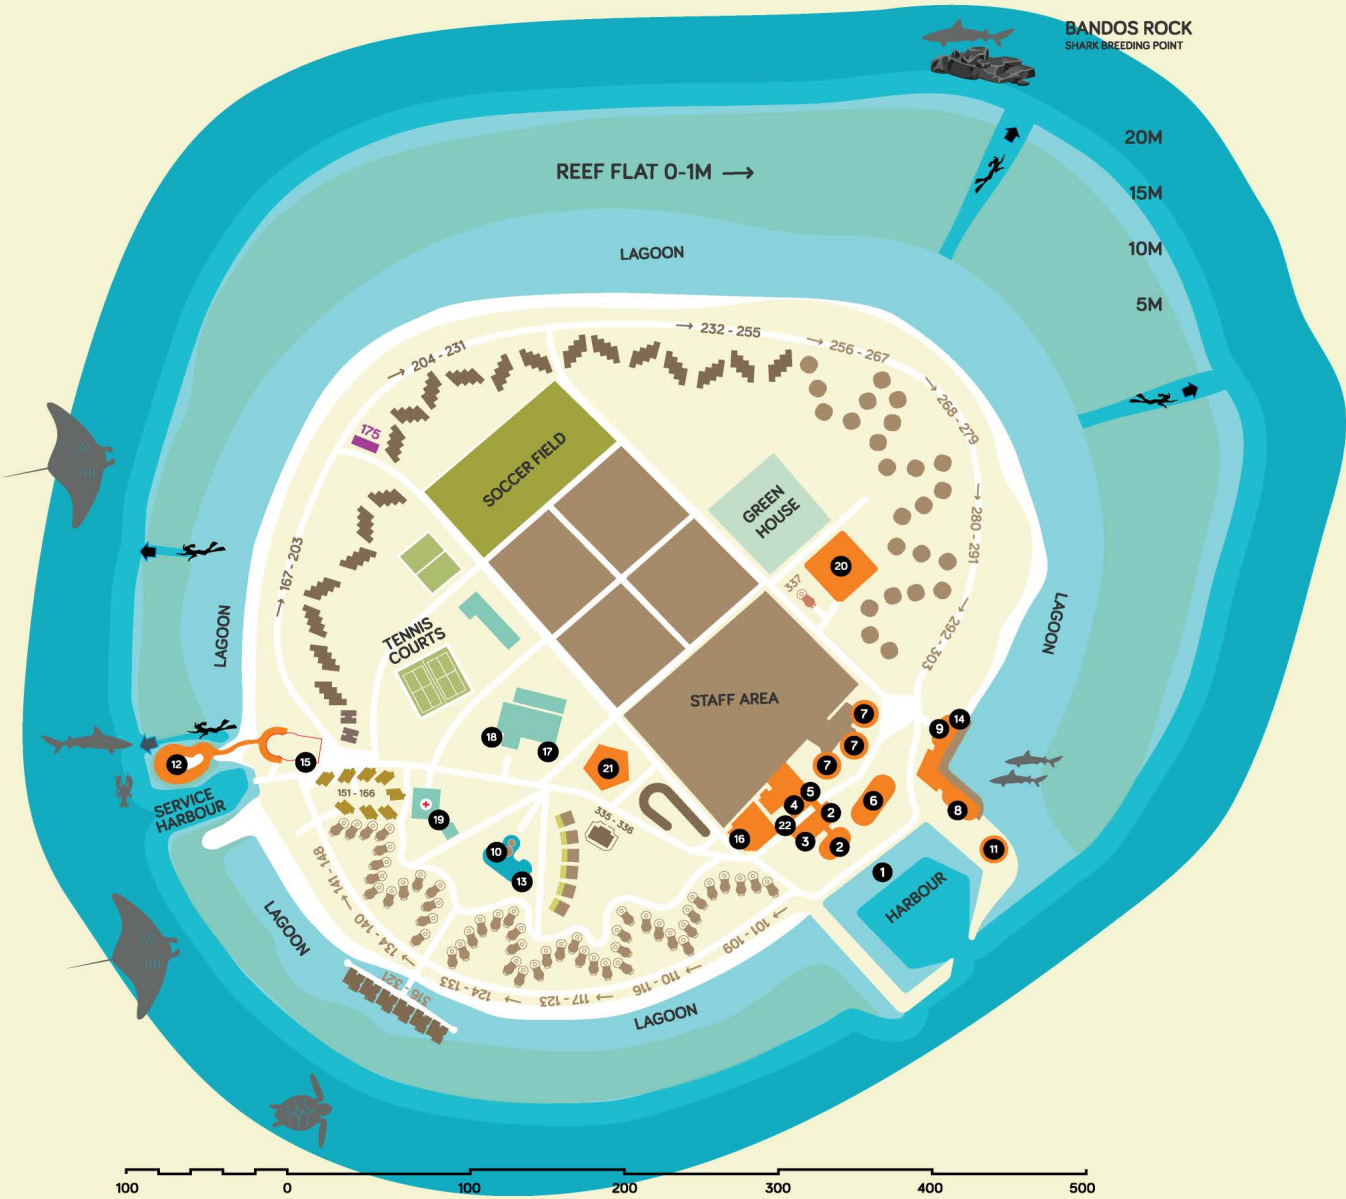 BANDOS ROCK
SHARK BREEDING POINT
20M
REEF FLAT 0-1M →
15M
LAGOON
10M
5M
→ 232 - 255
→ 204 - 231
→ 256 - 267
→ 268 - 279
175
SOCCER FIELD
GREEN
HOUSE
→ 280 - 291
→ 167 - 203
20
337
LAGOON
TENNIS
COURTS
→ 292 - 303
LAGOON
STAFF AREA
7
14
9
18
17
7
15
12
21
7
151 - 166
5
6
SERVICE
HARBOUR
4
2
8
19
335 - 336
22
16
3
2
11
10
1
141 - 148 →
13
HARBOUR
LAGOON
134 - 140 →
101 - 109 →
316 - 321
124 - 133 →
117 - 123 →
110 - 116 →
LAGOON
100
0
100
200
300
400
500